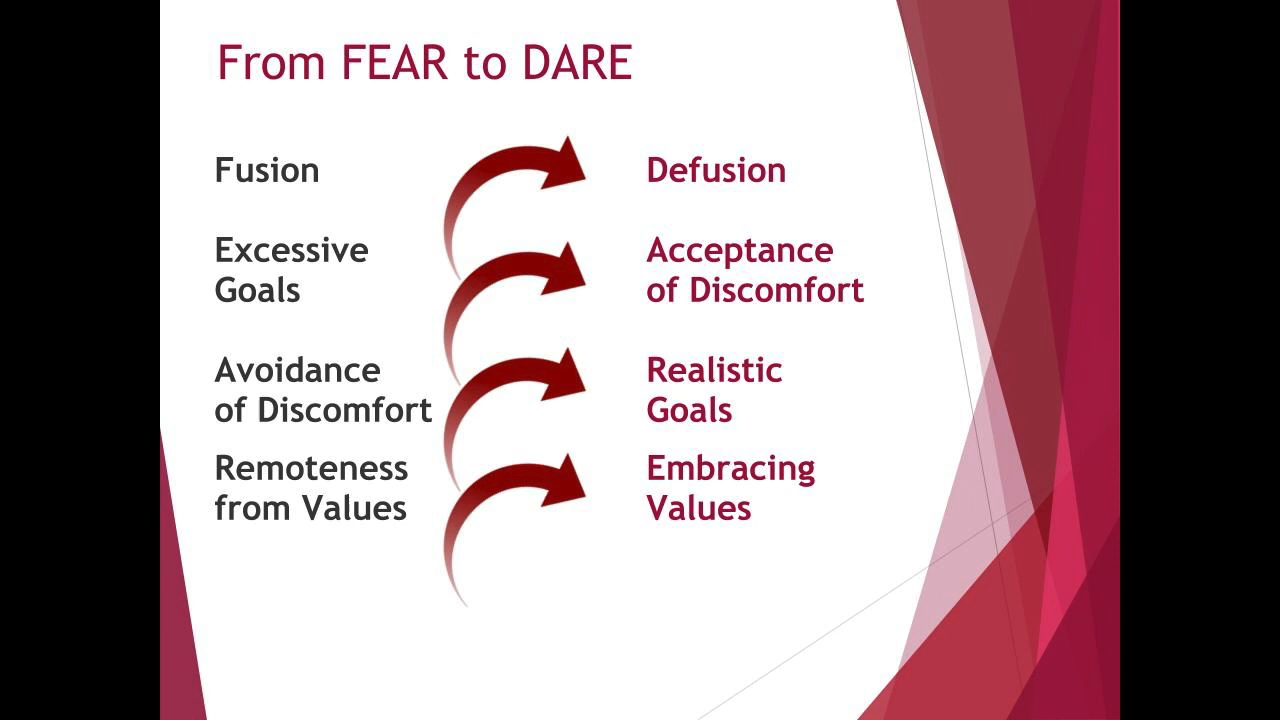 From FEAR to DARE
Fusion
Defusion
Excessive
Goals
Acceptance
of Discomfort
Avoidance
of Discomfort
Realistic
Goals
Remoteness
from Values
Embracing
Values